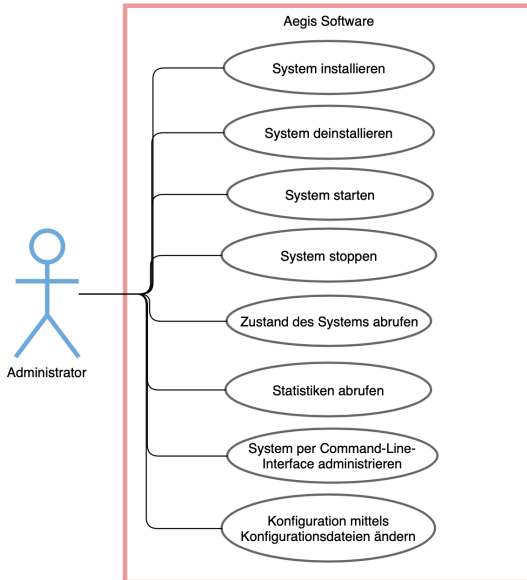 Aegis Software
System installieren
System deinstallieren
System starten
System stoppen
Zustand des Systems abrufen
Administrator
Statistiken abrufen
System per Command-Line-
Interface administrieren
Konfiguration mittels
Konfigurationsdateien ändern